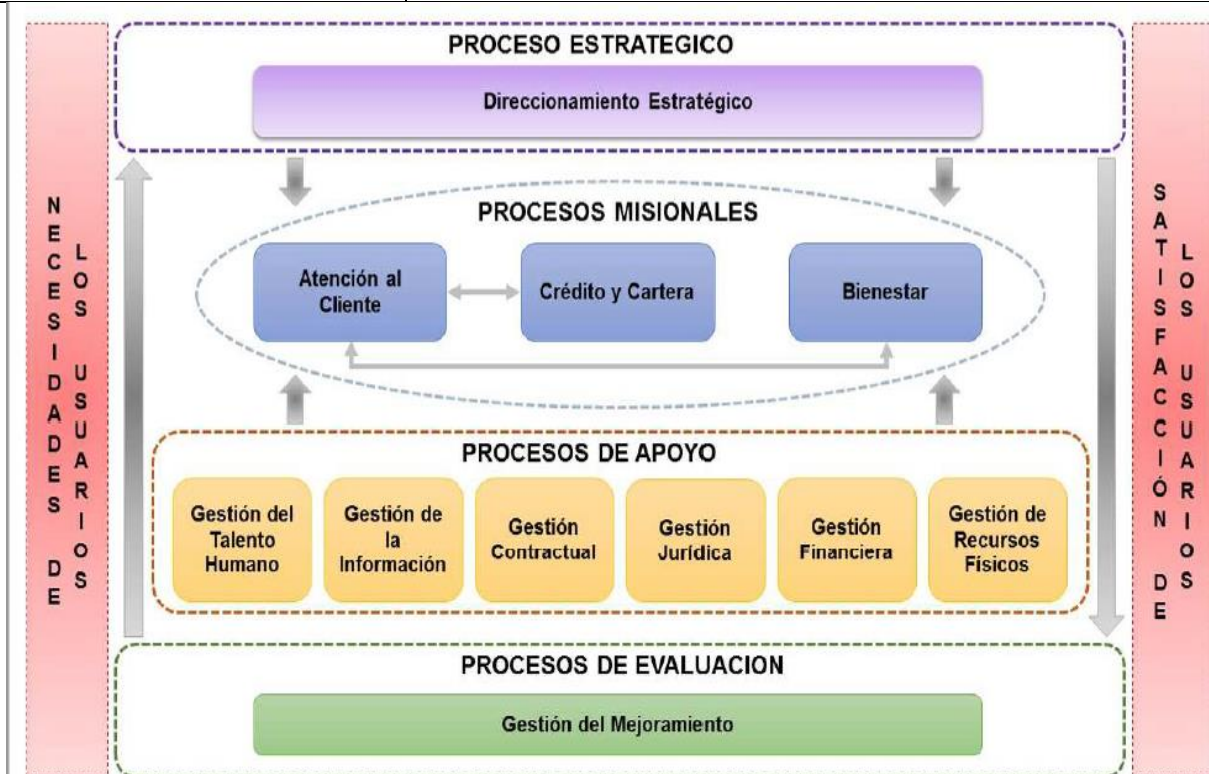 PROCESO ESTRATEGICO
Direccionamiento Estratégico
NECESIDADES DE
LOS USUARIOS
PROCESOS MISIONALES
Atención al
Cliente
Crédito y Cartera
Bienestar
PROCESOS DE APOYO
Gestión del
Talento
Humano
Gestión de
la
Información
Gestión
Contractual
Gestión
Jurídica
Gestión
Financiera
Gestión de
Recursos
Físicos
PROCESOS DE EVALUACION
Gestión del Mejoramiento
SATISFACCIÓN DE
LOS USUARIOS